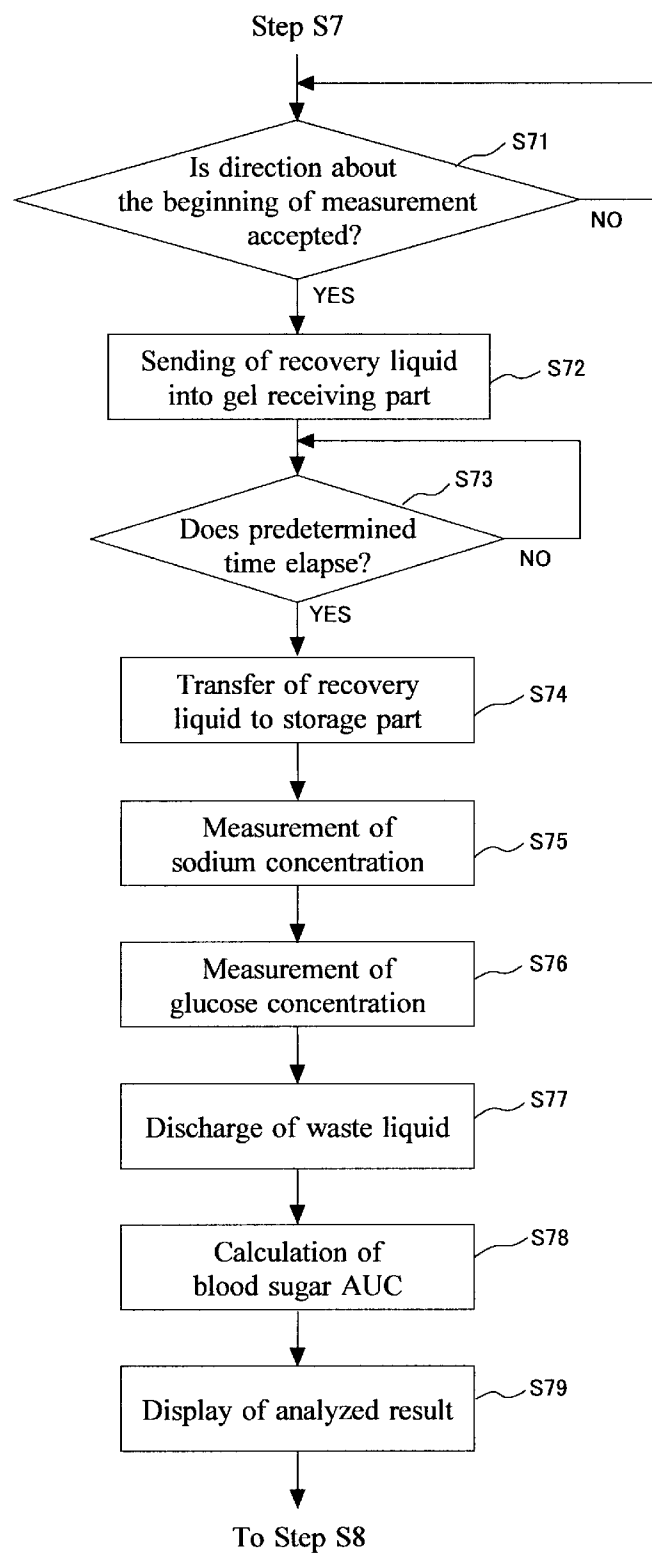 Step S7
S71
Is direction about
the beginning of measurement
accepted?
NO
YES
Sending of recovery liquid
into gel receiving part
S72
S73
Does predetermined
time elapse?
NO
YES
Transfer of recovery
liquid to storage part
S74
Measurement of
sodium concentration
S75
Measurement of
glucose concentration
S76
Discharge of waste liquid
S77
Calculation of
blood sugar AUC
S78
Display of analyzed result
S79
To Step S8